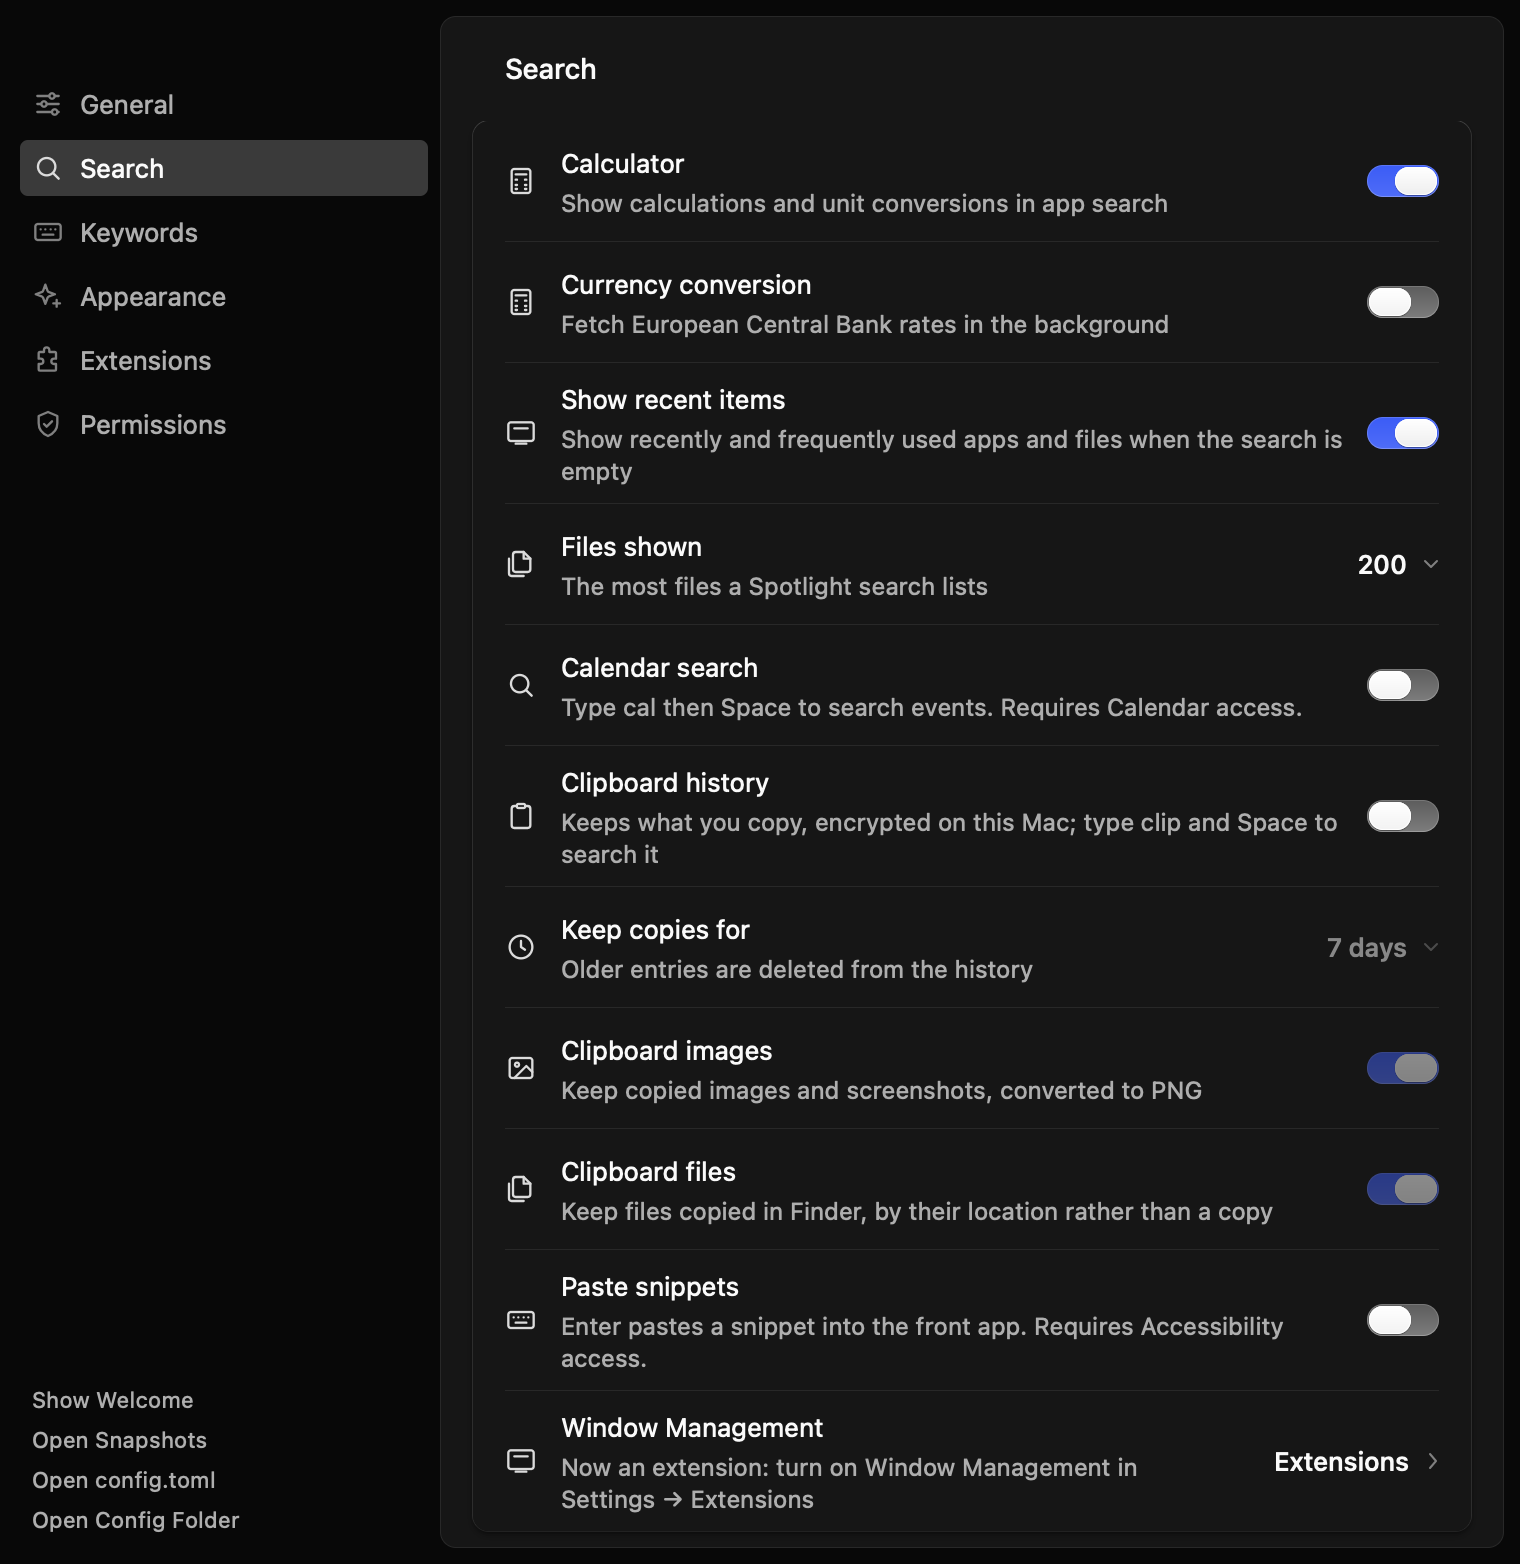 General
Search
Keywords
Appearance
Extensions
Permissions
Show Welcome
Open Snapshots
Open config.toml
Open Config Folder
Search
Calculator
Show calculations and unit conversions in app search
Currency conversion
Fetch European Central Bank rates in the background
Show recent items
Show recently and frequently used apps and files when the search is
empty
Files shown
The most files a Spotlight search lists
200
Calendar search
Type cal then Space to search events. Requires Calendar access.
Clipboard history
Keeps what you copy, encrypted on this Mac; type clip and Space to
search it
Keep copies for
Older entries are deleted from the history
7 days
Clipboard images
Keep copied images and screenshots, converted to PNG
Clipboard files
Keep files copied in Finder, by their location rather than a copy
Paste snippets
Enter pastes a snippet into the front app. Requires Accessibility
access.
Window Management
Now an extension: turn on Window Management in
Settings → Extensions
Extensions